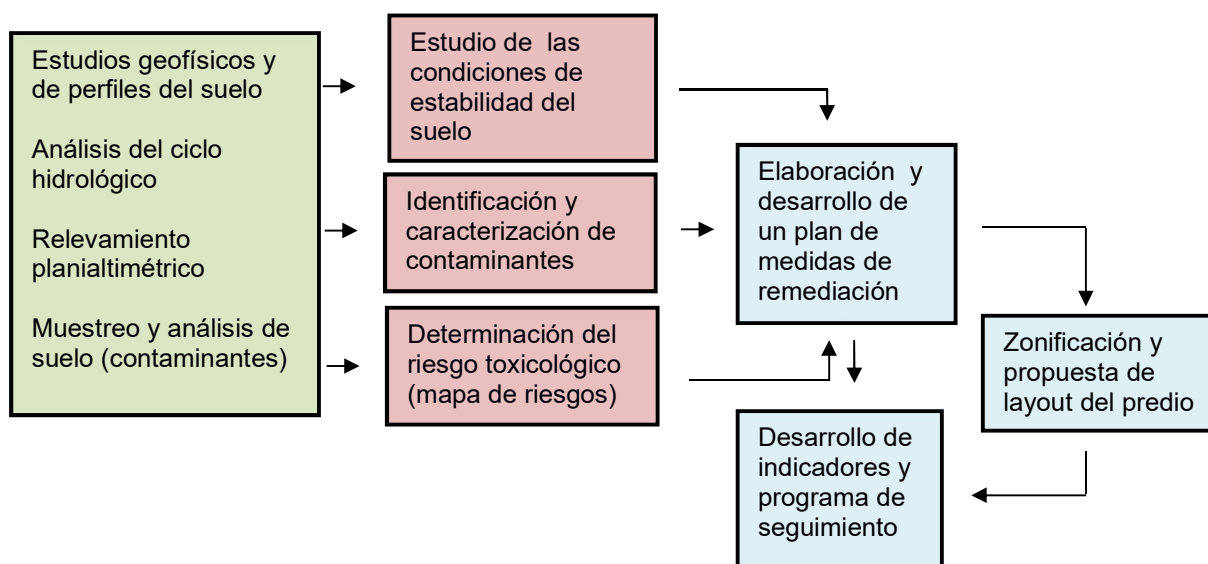 Estudios geofísicos y
de perfiles del suelo
Análisis del ciclo
hidrológico
Relevamiento
planialtimétrico
Muestreo y análisis de
suelo (contaminantes)
Estudio de las
condiciones de
estabilidad del
suelo
Identificación y
caracterización de
contaminantes
Determinación del
riesgo toxicológico
(mapa de riesgos)
Elaboración y
desarrollo de
un plan de
medidas de
remediación
Zonificación y
propuesta de
layout del predio
Desarrollo de
indicadores y
programa de
seguimiento